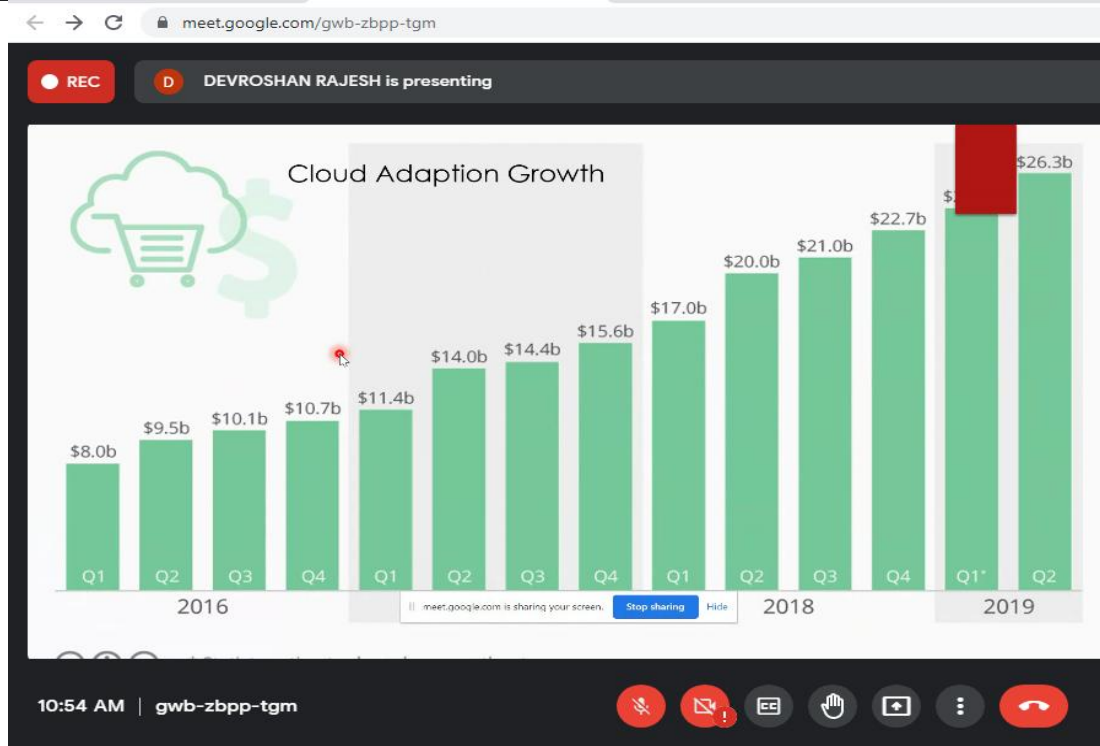 meet.google.com/gwb-zbpp-tgm
REC
D
DEVROSHAN RAJESH is presenting
Cloud Adaption Growth
$8.0b
$9.5b
$10.1b
$10.7b
$11.4b
$14.0b
$14.4b
$15.6b
$17.0b
$20.0b
$21.0b
$22.7b
$26.3b
Q1 Q2 Q3 Q4 Q1 Q2 Q3 Q4 Q1 Q2 Q3 Q4 Q1* Q2
2016 2018 2019
meet.google.com is sharing your screen. Stop sharing Hide
10:54 AM | gwb-zbpp-tgm
CC